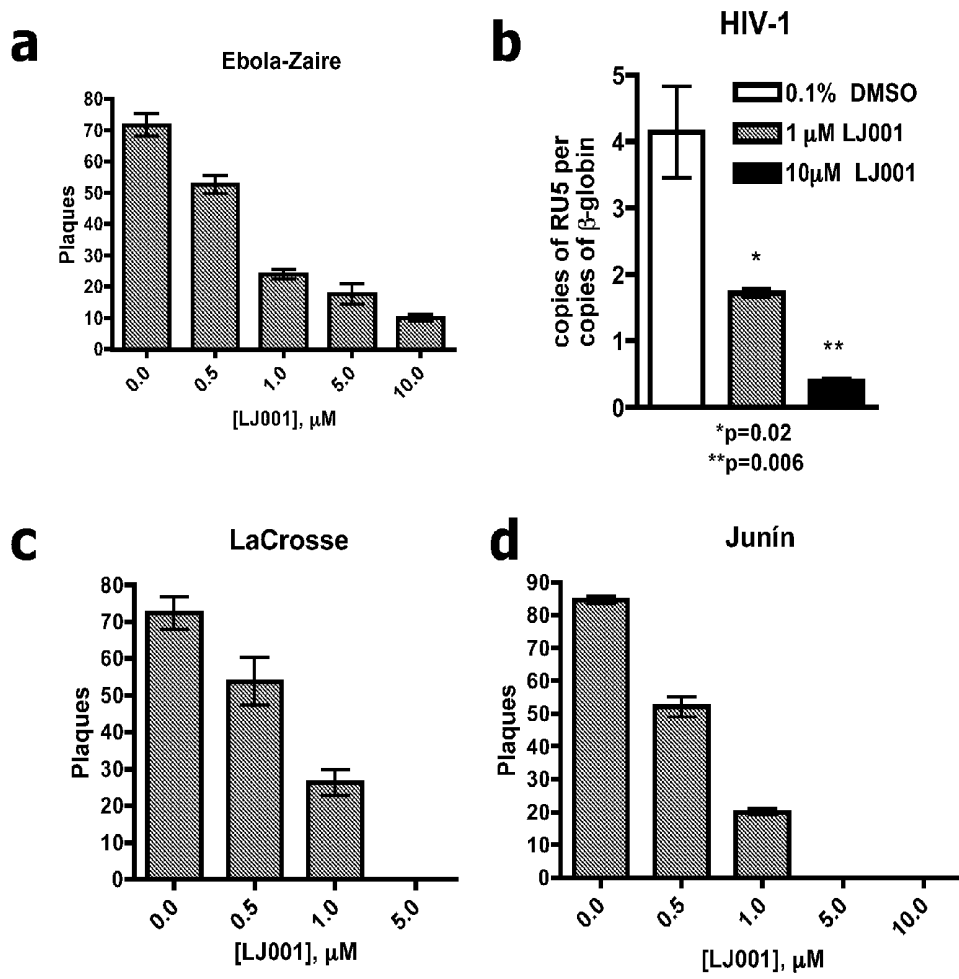 a
Ebola-Zaire
Plaques
80
70
60
50
40
30
20
10
0
0.0
0.5
1.0
5.0
10.0
[LJ001], μM
b
HIV-1
copies of RU5 per
copies of β-globin
5
4
3
2
1
0
0.1% DMSO
1 μM LJ001
10μM LJ001
*
**
*p=0.02
**p=0.006
c
LaCrosse
Plaques
80
70
60
50
40
30
20
10
0
0.0
0.5
1.0
5.0
[LJ001], μM
d
Junín
Plaques
90
80
70
60
50
40
30
20
10
0
0.0
0.5
1.0
5.0
10.0
[LJ001], μM